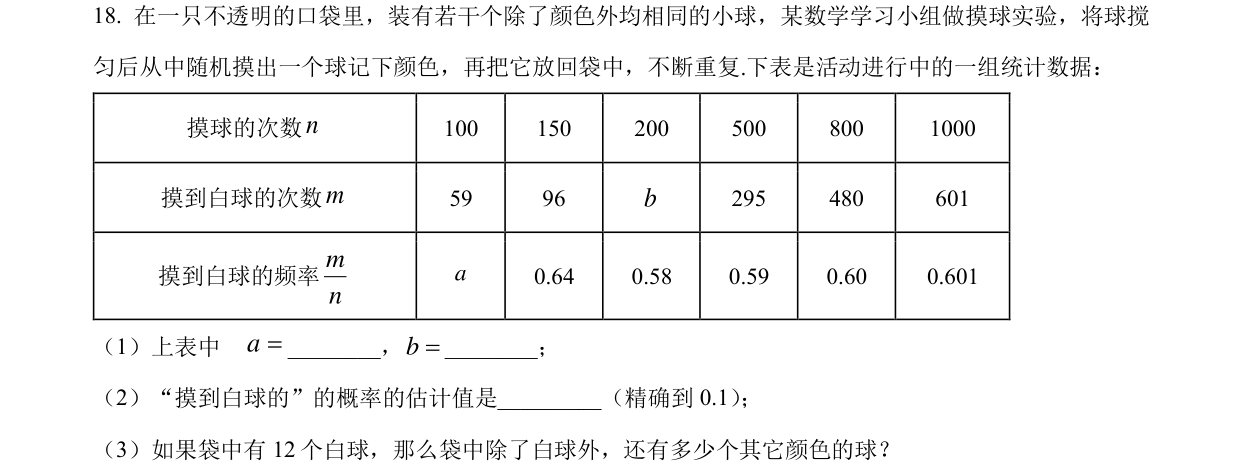 18. 在一只不透明的口袋里，装有若干个除了颜色外均相同的小球，某数学学习小组做摸球实验，将球搅
匀后从中随机摸出一个球记下颜色，再把它放回袋中，不断重复.下表是活动进行中的一组统计数据：
摸球的次数 n 100 150 200 500 800 1000
摸到白球的次数 m 59 96 b 295 480 601
摸到白球的频率 m/n a 0.64 0.58 0.59 0.60 0.601
（1）上表中 a = ________，b = ________；
（2）“摸到白球的”的概率的估计值是_________（精确到 0.1）；
（3）如果袋中有 12 个白球，那么袋中除了白球外，还有多少个其它颜色的球？